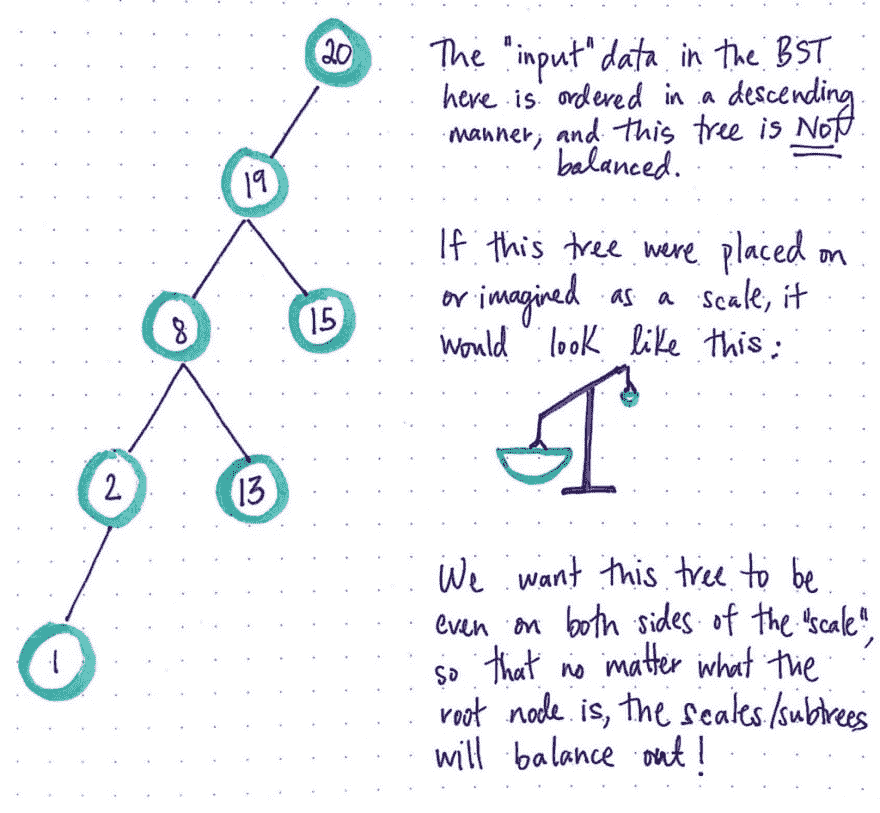 20
19
8
15
2
13
1
The "input" data in the BST
here is ordered in a descending
manner, and this tree is NOT
balanced.
If this tree were placed on
or imagined as a scale, it
would look like this:
We want this tree to be
even on both sides of the "scale",
so that no matter what the
root node is, the scales/subtrees
will balance out!